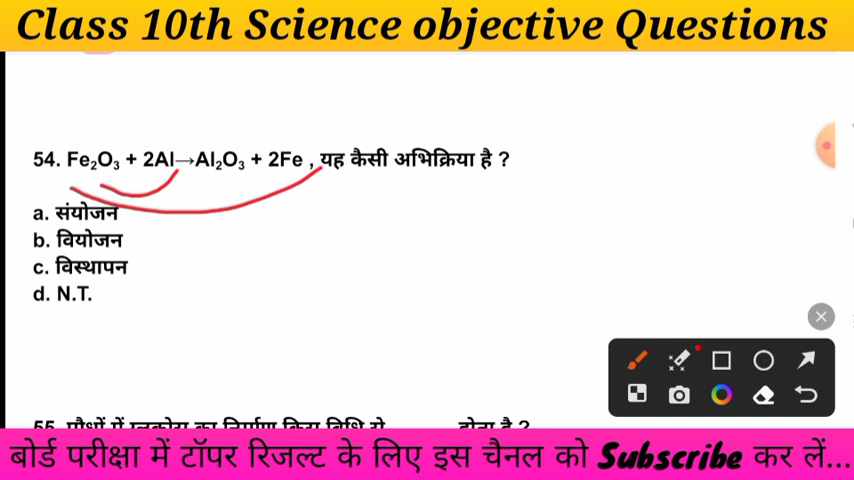 Class 10th Science objective Questions
54. Fe₂O₃ + 2Al→Al₂O₃ + 2Fe , यह कैसी अभिक्रिया है ?
a. संयोजन
b. वियोजन
c. विस्थापन
d. N.T.
55. पौधों में ग्लूकोस का निर्माण किस विधि से होता है ?
बोर्ड परीक्षा में टॉपर रिजल्ट के लिए इस चैनल को Subscribe कर लें...